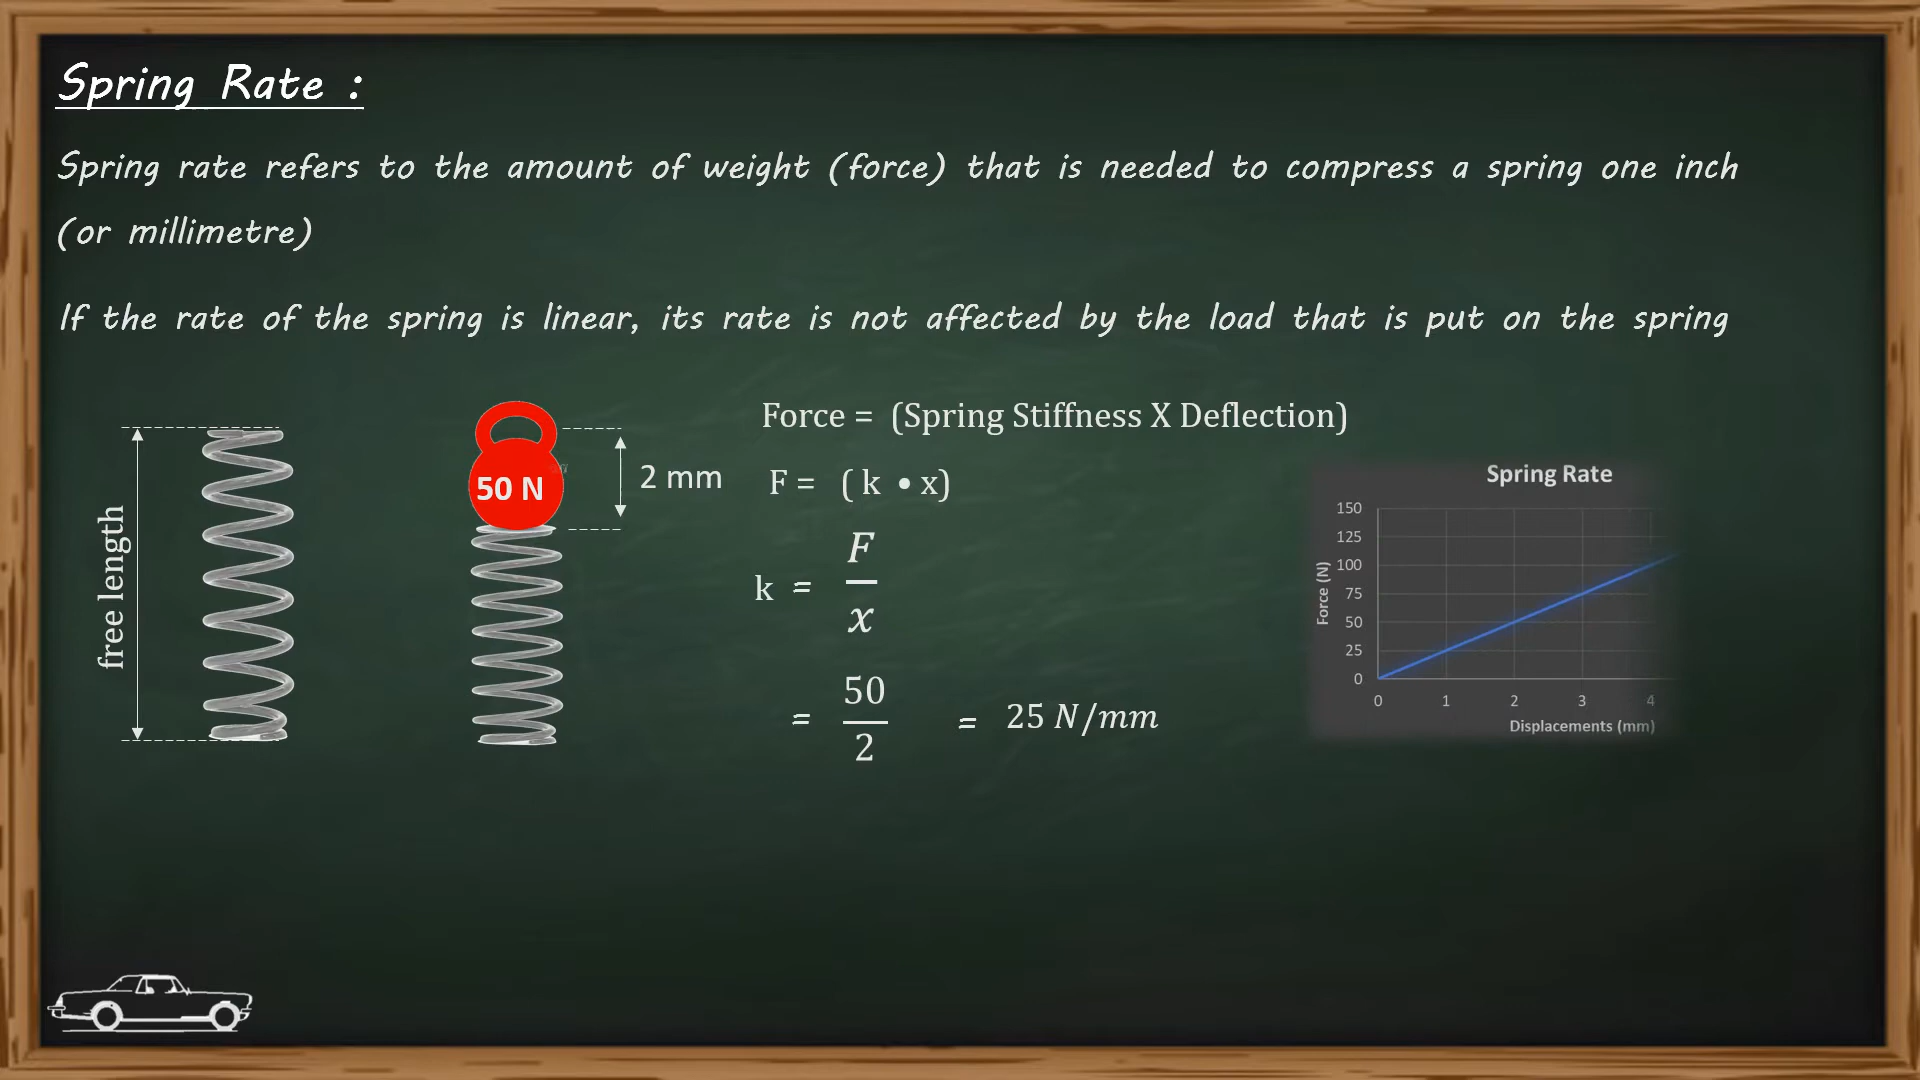 Spring Rate :
Spring rate refers to the amount of weight (force) that is needed to compress a spring one inch
(or millimetre)
If the rate of the spring is linear, its rate is not affected by the load that is put on the spring
free length
50 N
2 mm
Force = (Spring Stiffness X Deflection)
F = ( k • x)
k = F
x
= 50
2
= 25 N/mm
Spring Rate
Force (N)
150
125
100
75
50
25
0
0 1 2 3 4
Displacements (mm)